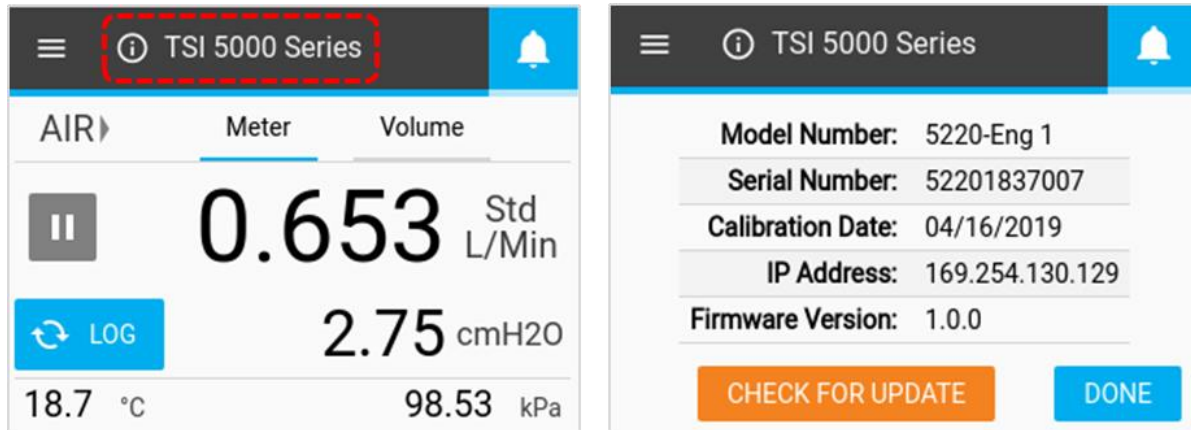 TSI 5000 Series
AIR
Meter
Volume
0.653 Std L/Min
LOG
2.75 cmH2O
18.7 °C
98.53 kPa
TSI 5000 Series
Model Number: 5220-Eng 1
Serial Number: 52201837007
Calibration Date: 04/16/2019
IP Address: 169.254.130.129
Firmware Version: 1.0.0
CHECK FOR UPDATE
DONE